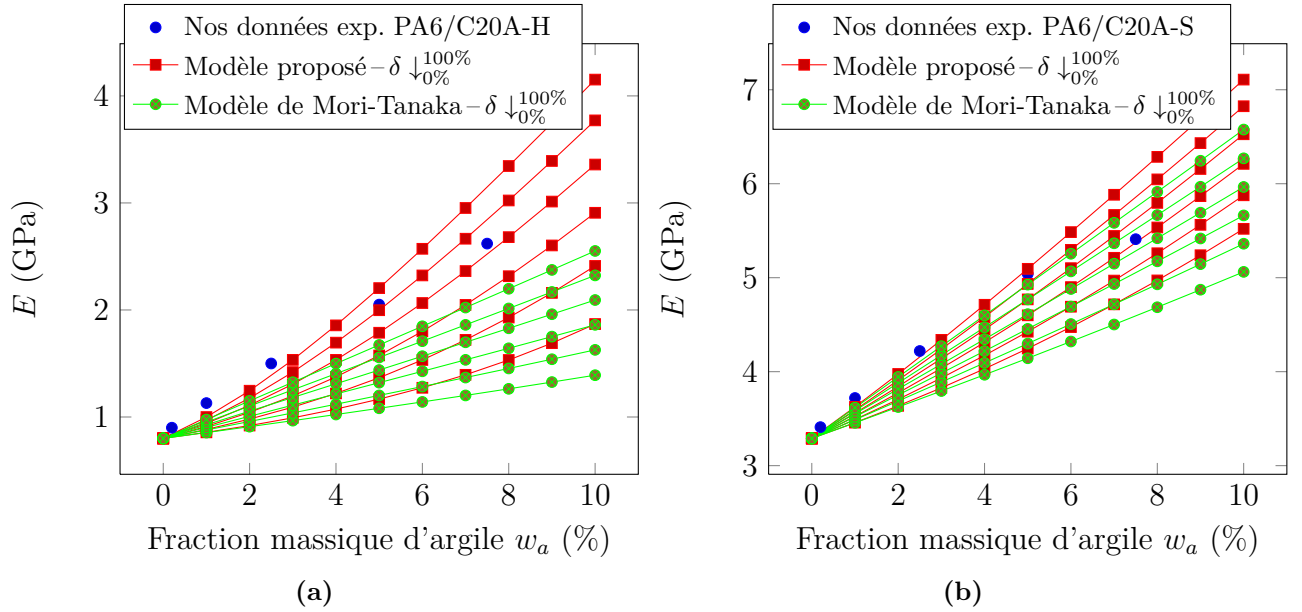 Nos données exp. PA6/C20A-H
Modèle proposé–δ ↓100% 0%
Modèle de Mori-Tanaka–δ ↓100% 0%
4
3
2
1
E (GPa)
0 2 4 6 8 10
Fraction massique d'argile wa (%)
(a)
Nos données exp. PA6/C20A-S
Modèle proposé–δ ↓100% 0%
Modèle de Mori-Tanaka–δ ↓100% 0%
7
6
5
4
3
E (GPa)
0 2 4 6 8 10
Fraction massique d'argile wa (%)
(b)